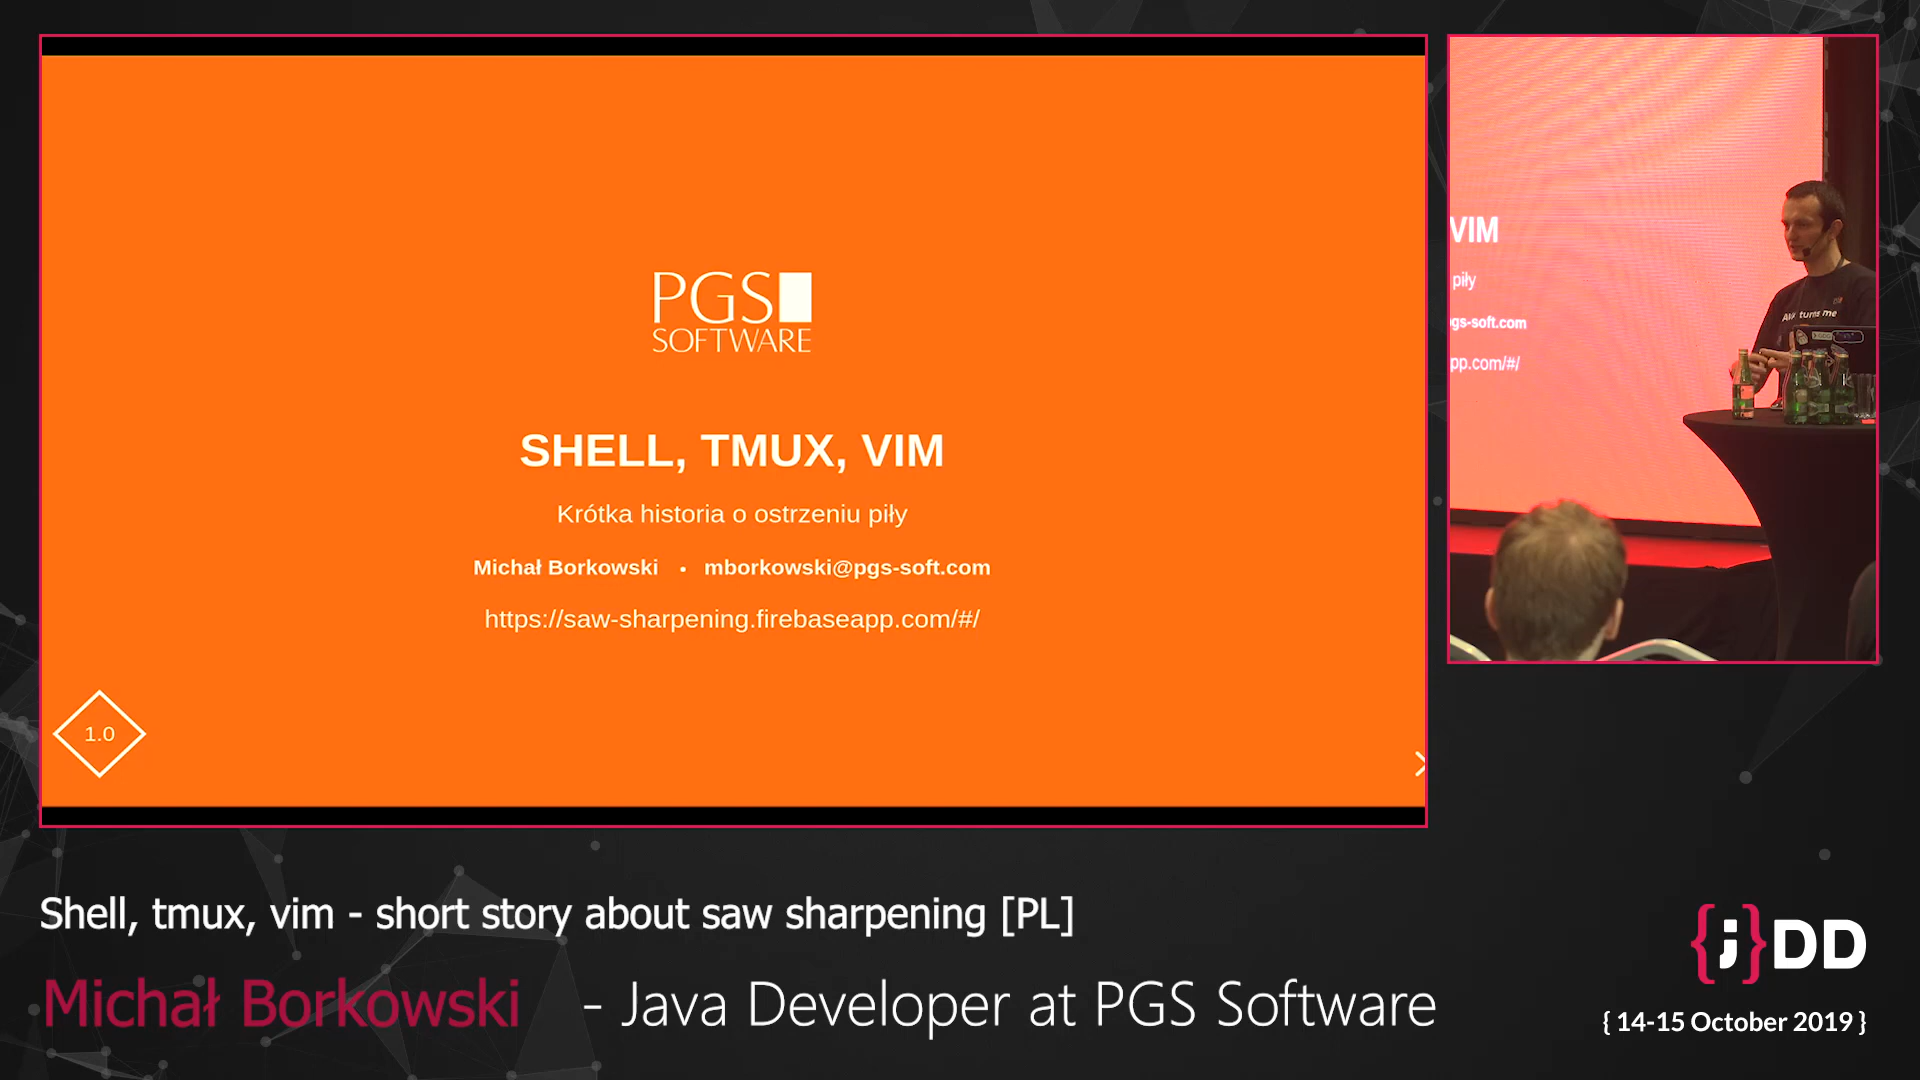 PGS
SOFTWARE
SHELL, TMUX, VIM
Krótka historia o ostrzeniu piły
Michał Borkowski • mborkowski@pgs-soft.com
https://saw-sharpening.firebaseapp.com/#/
1.0
VIM
piły
gs-soft.com
pp.com/#/
turns me
Shell, tmux, vim - short story about saw sharpening [PL]
Michał Borkowski - Java Developer at PGS Software
{;}DD
{ 14-15 October 2019 }